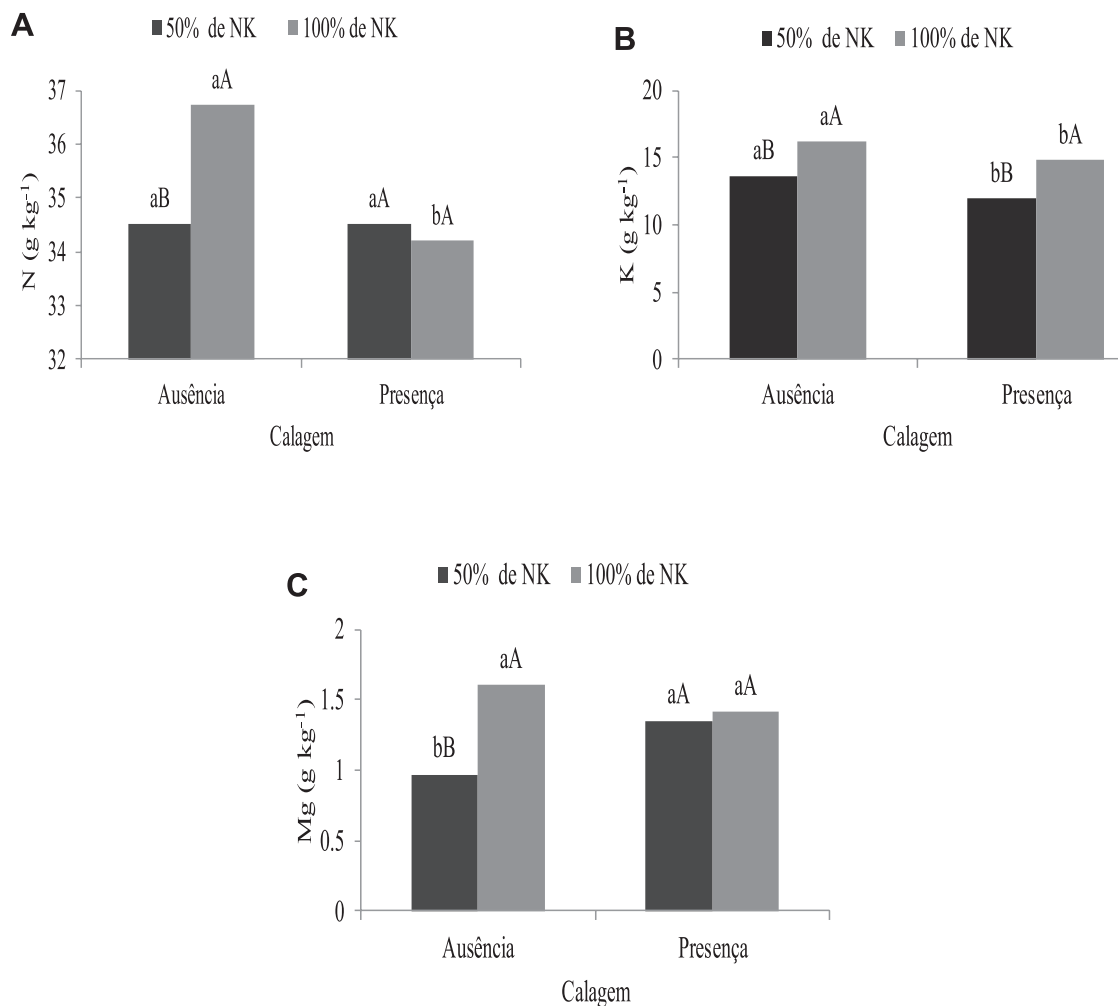 A
50% de NK 100% de NK
N (g kg⁻¹)
37
36
35
34
33
32
aB
aA
aA
bA
Ausência Presença
Calagem
B
50% de NK 100% de NK
K (g kg⁻¹)
20
15
10
5
0
aB
aA
bB
bA
Ausência Presença
Calagem
C
50% de NK 100% de NK
Mg (g kg⁻¹)
2
1.5
1
0.5
0
bB
aA
aA
aA
Ausência Presença
Calagem